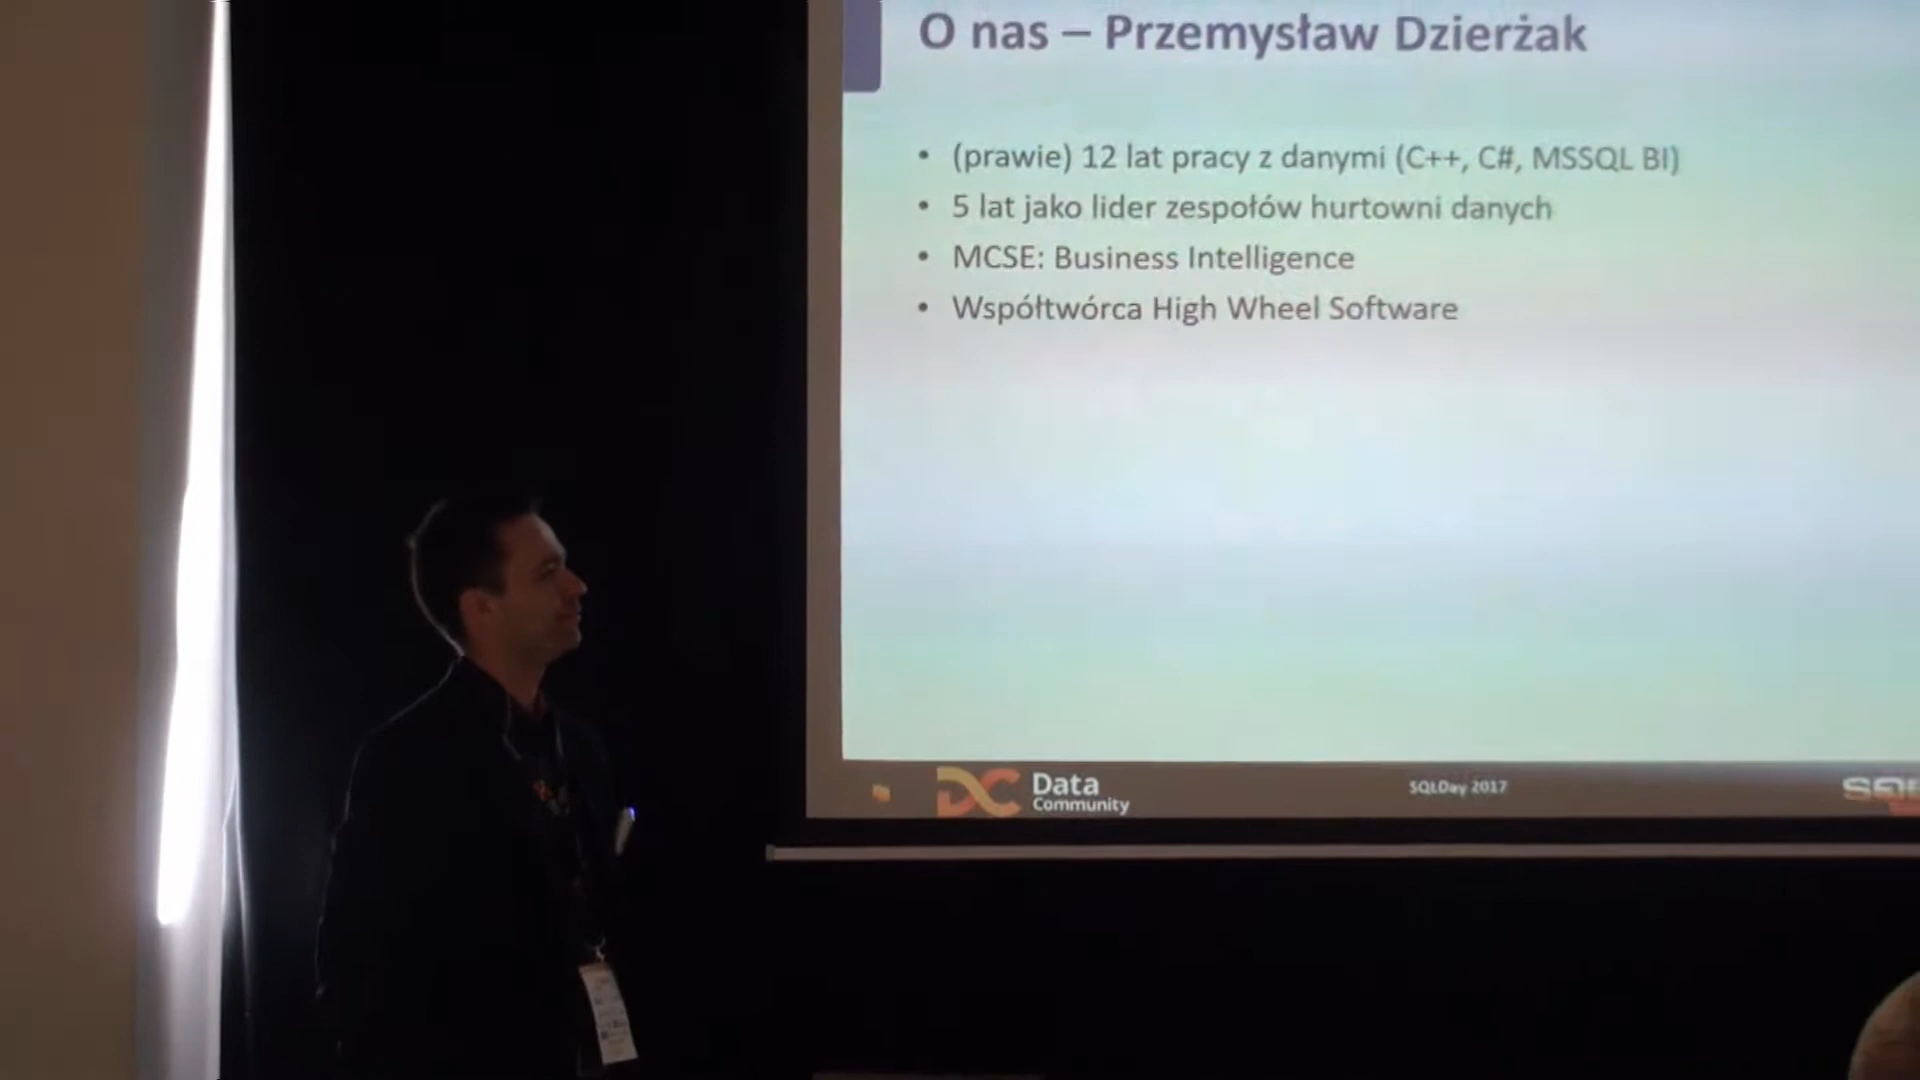 O nas – Przemysław Dzierżak
• (prawie) 12 lat pracy z danymi (C++, C#, MSSQL BI)
• 5 lat jako lider zespołów hurtowni danych
• MCSE: Business Intelligence
• Współtwórca High Wheel Software
Data
Community
SQLDay 2017